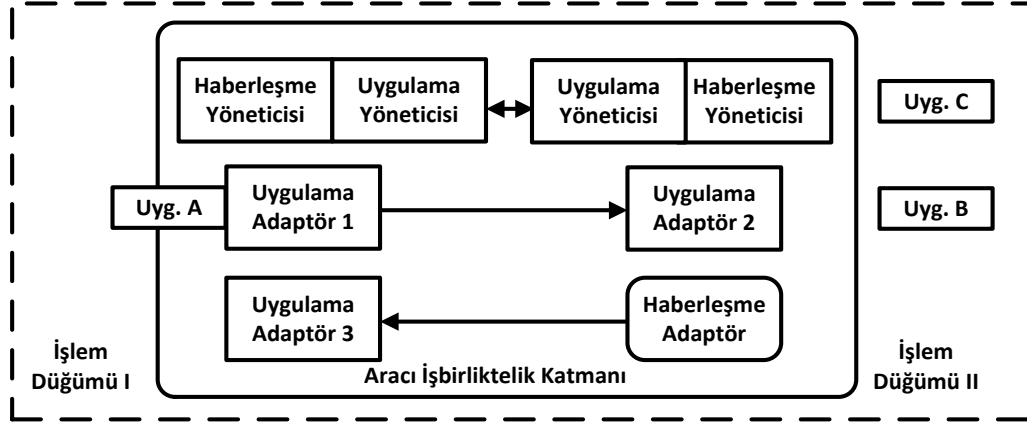 Haberleşme
Yöneticisi
Uygulama
Yöneticisi
Uygulama
Yöneticisi
Haberleşme
Yöneticisi
Uyg. C
Uyg. A
Uygulama
Adaptör 1
Uygulama
Adaptör 2
Uyg. B
Uygulama
Adaptör 3
Haberleşme
Adaptör
İşlem
Düğümü I
Aracı İşbirliktelik Katmanı
İşlem
Düğümü II